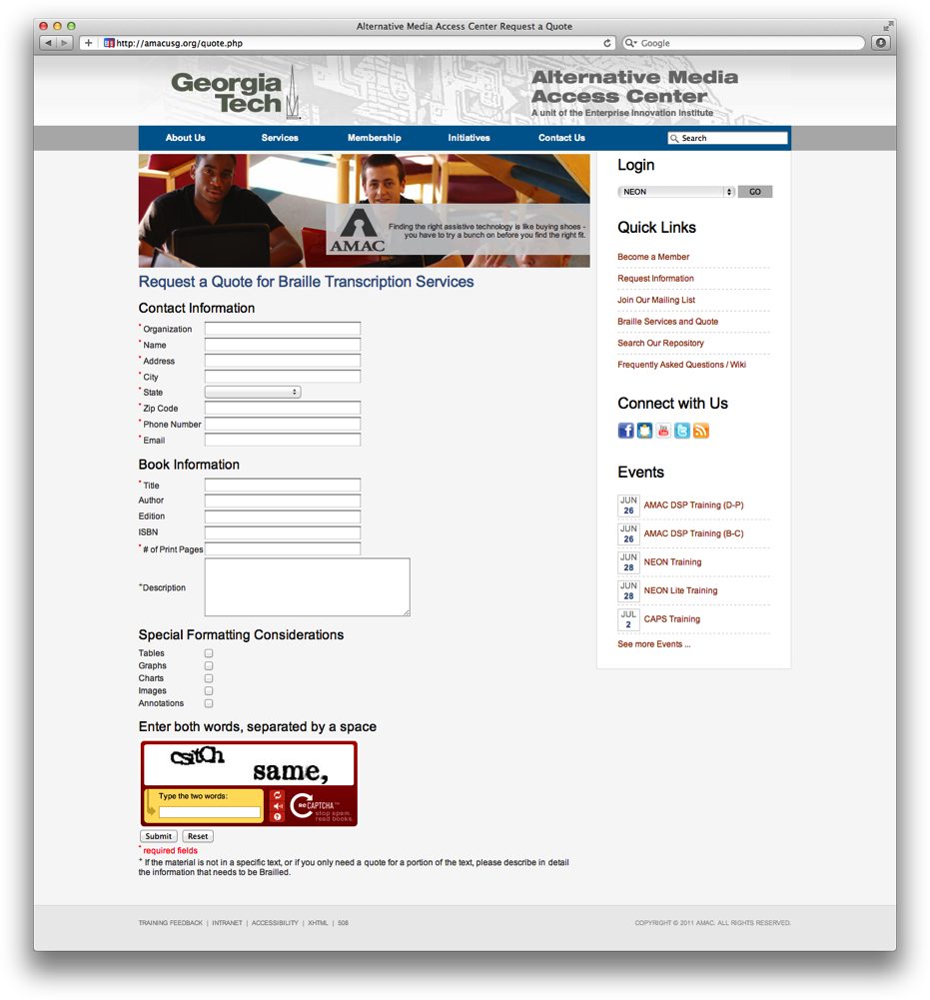 Alternative Media Access Center Request a Quote
http://amacusg.org/quote.php
Google
Georgia
Tech
Alternative Media
Access Center
A unit of the Enterprise Innovation Institute
About Us Services Membership Initiatives Contact Us Search
AMAC
Finding the right assistive technology is like buying shoes -
you have to try a bunch on before you find the right fit.
Request a Quote for Braille Transcription Services
Contact Information
* Organization
* Name
* Address
* City
* State
* Zip Code
* Phone Number
* Email
Book Information
* Title
Author
Edition
ISBN
* # of Print Pages
+Description
Special Formatting Considerations
Tables
Graphs
Charts
Images
Annotations
Enter both words, separated by a space
csitch same,
Type the two words:
reCAPTCHA™
stop spam.
read books.
Submit Reset
* required fields
+ If the material is not in a specific text, or if you only need a quote for a portion of the text, please describe in detail
the information that needs to be Brailled.
Login
NEON GO
Quick Links
Become a Member
Request Information
Join Our Mailing List
Braille Services and Quote
Search Our Repository
Frequently Asked Questions / Wiki
Connect with Us
Events
JUN
26 AMAC DSP Training (D-P)
JUN
26 AMAC DSP Training (B-C)
JUN
28 NEON Training
JUN
28 NEON Lite Training
JUL
2 CAPS Training
See more Events ...
TRAINING FEEDBACK | INTRANET | ACCESSIBILITY | XHTML | 508
COPYRIGHT © 2011 AMAC. ALL RIGHTS RESERVED.